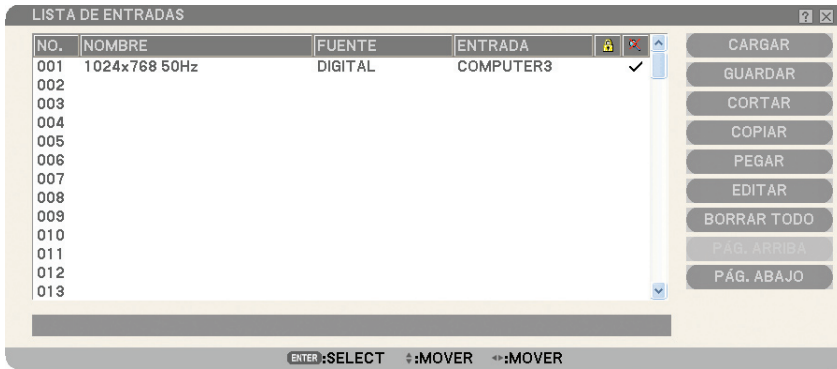 LISTA DE ENTRADAS
NO. NOMBRE FUENTE ENTRADA
001 1024x768 50Hz DIGITAL COMPUTER3
002
003
004
005
006
007
008
009
010
011
012
013
CARGAR
GUARDAR
CORTAR
COPIAR
PEGAR
EDITAR
BORRAR TODO
PÁG. ARRIBA
PÁG. ABAJO
ENTER :SELECT :MOVER :MOVER